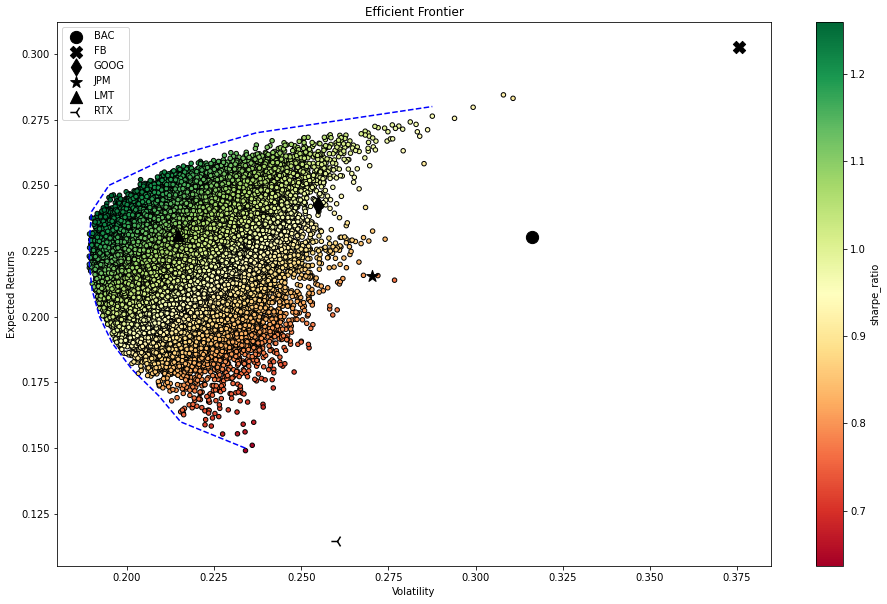 Efficient Frontier
BAC
FB
GOOG
JPM
LMT
RTX
Expected Returns
0.300
0.275
0.250
0.225
0.200
0.175
0.150
0.125
0.200
0.225
0.250
0.275
0.300
0.325
0.350
0.375
Volatility
1.2
1.1
1.0
0.9
0.8
0.7
sharpe_ratio